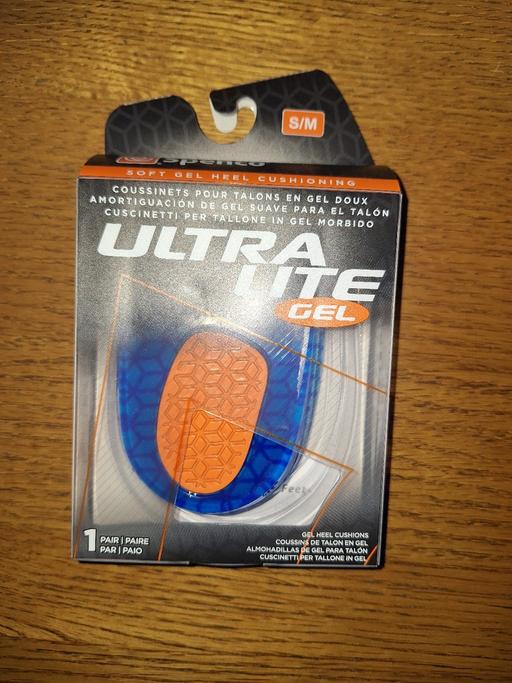 S/M
Spenco
SOFT GEL HEEL CUSHIONING
COUSSINETS POUR TALONS EN GEL DOUX
AMORTIGUACIÓN DE GEL SUAVE PARA EL TALÓN
CUSCINETTI PER TALLONE IN GEL MORBIDO
ULTRA
LITE
GEL
Feet
1 PAIR | PAIRE
PAR | PAIO
GEL HEEL CUSHIONS
COUSSINS DE TALON EN GEL
ALMOHADILLAS DE GEL PARA TALÓN
CUSCINETTI PER TALLONE IN GEL